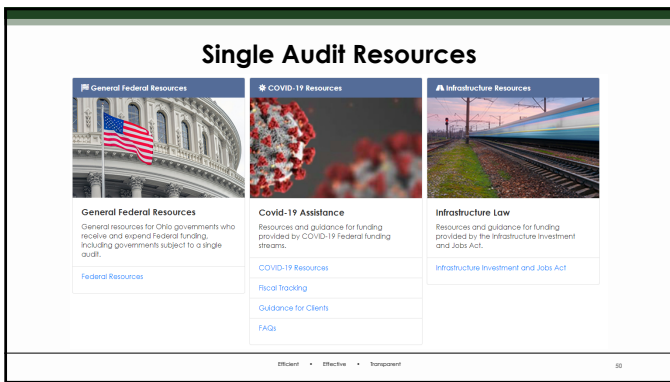 Single Audit Resources
General Federal Resources
General Federal Resources
General resources for Ohio governments who
receive and expend Federal funding,
including governments subject to a single
audit.
Federal Resources
COVID-19 Resources
Covid-19 Assistance
Resources and guidance for funding
provided by COVID-19 Federal funding
streams.
COVID-19 Resources
Fiscal Tracking
Guidance for Clients
FAQs
Infrastructure Resources
Infrastructure Law
Resources and guidance for funding
provided by the Infrastructure Investment
and Jobs Act.
Infrastructure Investment and Jobs Act
Efficient • Effective • Transparent
50